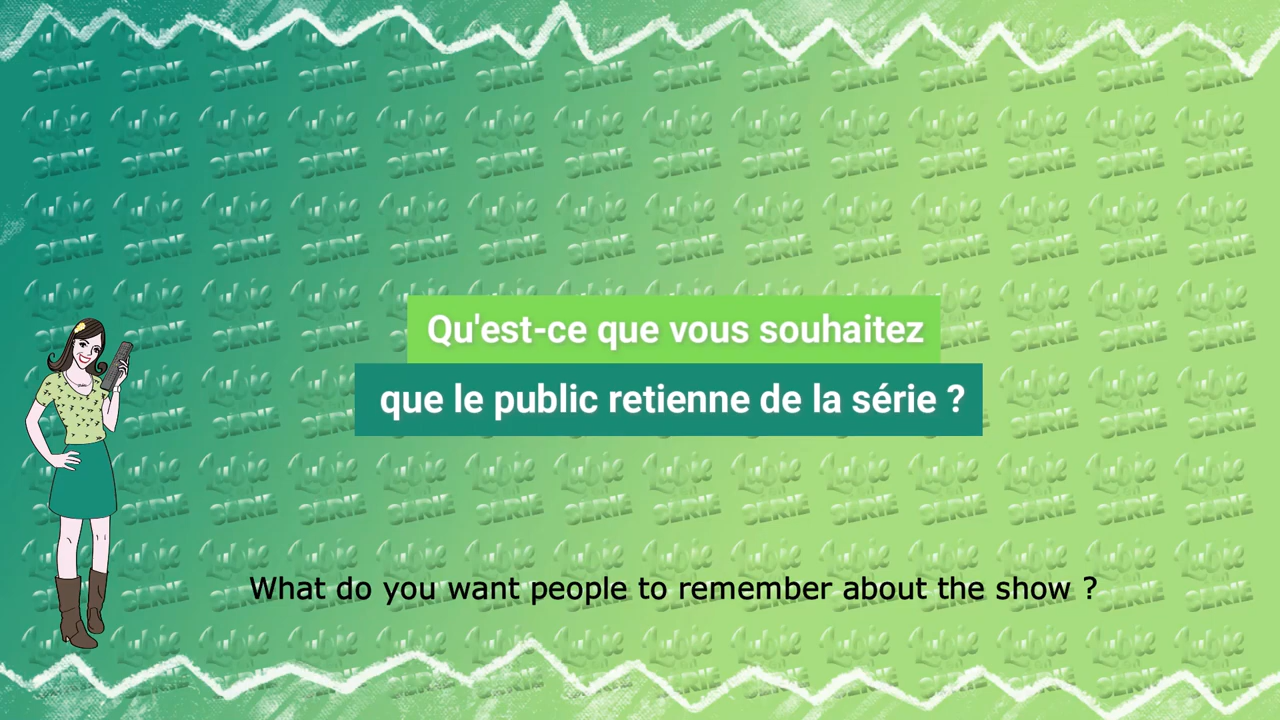 Qu'est-ce que vous souhaitez
que le public retienne de la série ?
What do you want people to remember about the show ?